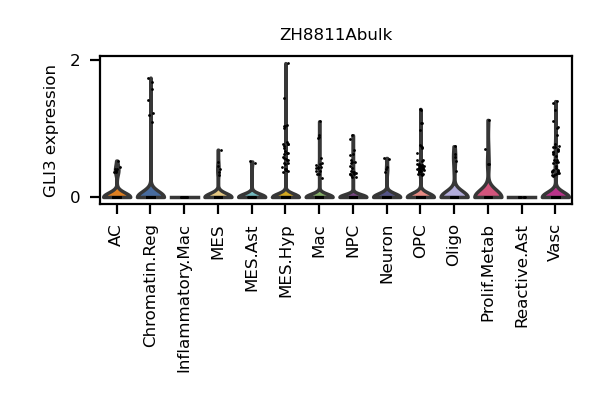 ZH8811Abulk
GLI3 expression
2
0
AC
Chromatin.Reg
Inflammatory.Mac
MES
MES.Ast
MES.Hyp
Mac
NPC
Neuron
OPC
Oligo
Prolif.Metab
Reactive.Ast
Vasc